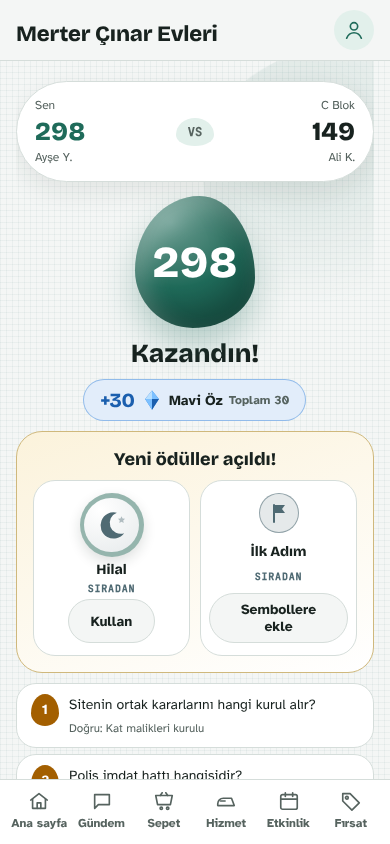 Merter Çınar Evleri
Sen
C Blok
298
VS
149
Ayşe Y.
Ali K.
298
Kazandın!
+30 Mavi Öz Toplam 30
Yeni ödüller açıldı!
Hilal
SIRADAN
Kullan
İlk Adım
SIRADAN
Sembollere
ekle
1
Sitenin ortak kararlarını hangi kurul alır?
Doğru: Kat malikleri kurulu
2
Polis imdat hattı hangisidir?
Ana sayfa
Gündem
Sepet
Hizmet
Etkinlik
Fırsat